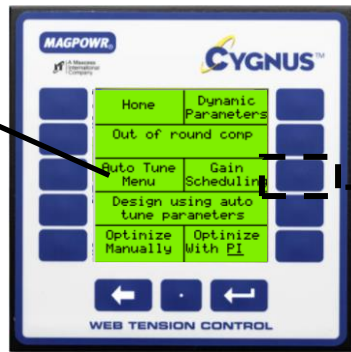 MAGPOWR®
A Maxcess
International
Company
CYGNUS™
Home
Dynamic
Parameters
Out of round comp
Auto Tune
Menu
Gain
Scheduling
Design using auto
tune parameters
Optimize
Manually
Optimize
With PI
WEB TENSION CONTROL